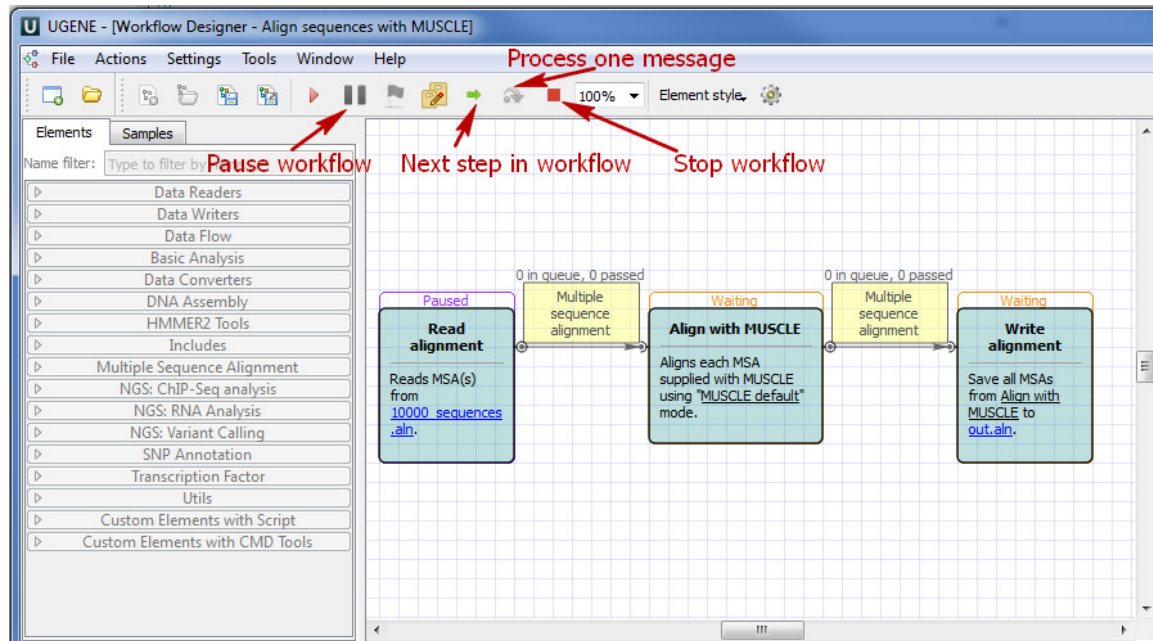 UGENE - [Workflow Designer - Align sequences with MUSCLE]
File Actions Settings Tools Window Help
Process one message
100%
Element style
Elements
Samples
Name filter:
Type to filter by
Pause workflow
Next step in workflow
Stop workflow
Data Readers
Data Writers
Data Flow
Basic Analysis
Data Converters
DNA Assembly
HMMER2 Tools
Includes
Multiple Sequence Alignment
NGS: ChIP-Seq analysis
NGS: RNA Analysis
NGS: Variant Calling
SNP Annotation
Transcription Factor
Utils
Custom Elements with Script
Custom Elements with CMD Tools
Paused
Read
alignment
Reads MSA(s)
from
10000_sequences
.aln.
0 in queue, 0 passed
Multiple
sequence
alignment
Waiting
Align with MUSCLE
Aligns each MSA
supplied with MUSCLE
using "MUSCLE default"
mode.
0 in queue, 0 passed
Multiple
sequence
alignment
Waiting
Write
alignment
Save all MSAs
from Align with
MUSCLE to
out.aln.